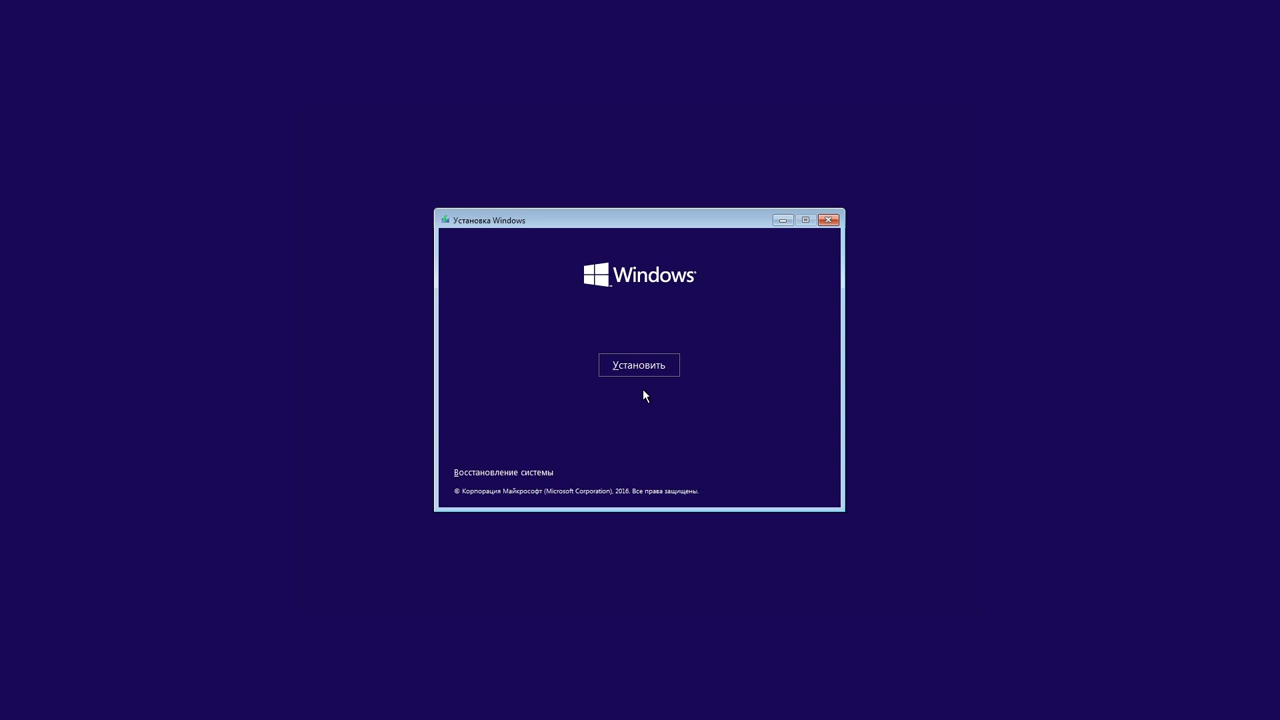 Установка Windows
Windows
Установить
Восстановление системы
© Корпорация Майкрософт (Microsoft Corporation), 2016. Все права защищены.